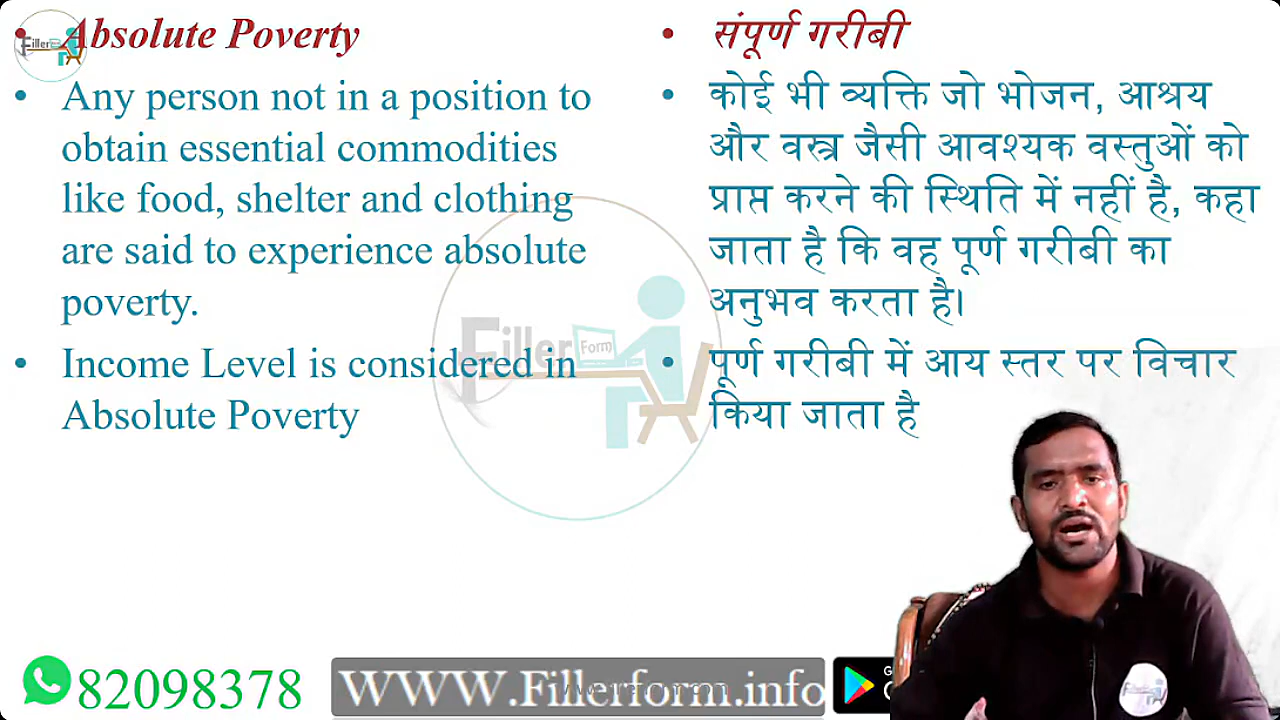 Absolute Poverty
Any person not in a position to
obtain essential commodities
like food, shelter and clothing
are said to experience absolute
poverty.
Income Level is considered in
Absolute Poverty
संपूर्ण गरीबी
कोई भी व्यक्ति जो भोजन, आश्रय
और वस्त्र जैसी आवश्यक वस्तुओं को
प्राप्त करने की स्थिति में नहीं है, कहा
जाता है कि वह पूर्ण गरीबी का
अनुभव करता है।
पूर्ण गरीबी में आय स्तर पर विचार
किया जाता है
Filler Form
82098378
WWW.Fillerform.info